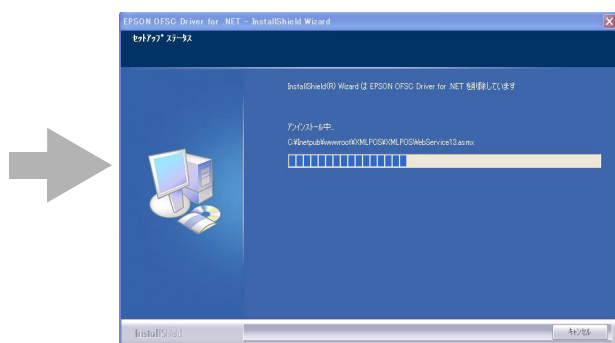 EPSON OFSC Driver for .NET - InstallShield Wizard
セットアップ ステータス
InstallShield(R) Wizard は EPSON OFSC Driver for .NET を削除しています
アンインストール中...
C:¥Inetpub¥wwwroot¥XMLPOS¥XMLPOSWebService13.asmx
InstallShield
キャンセル